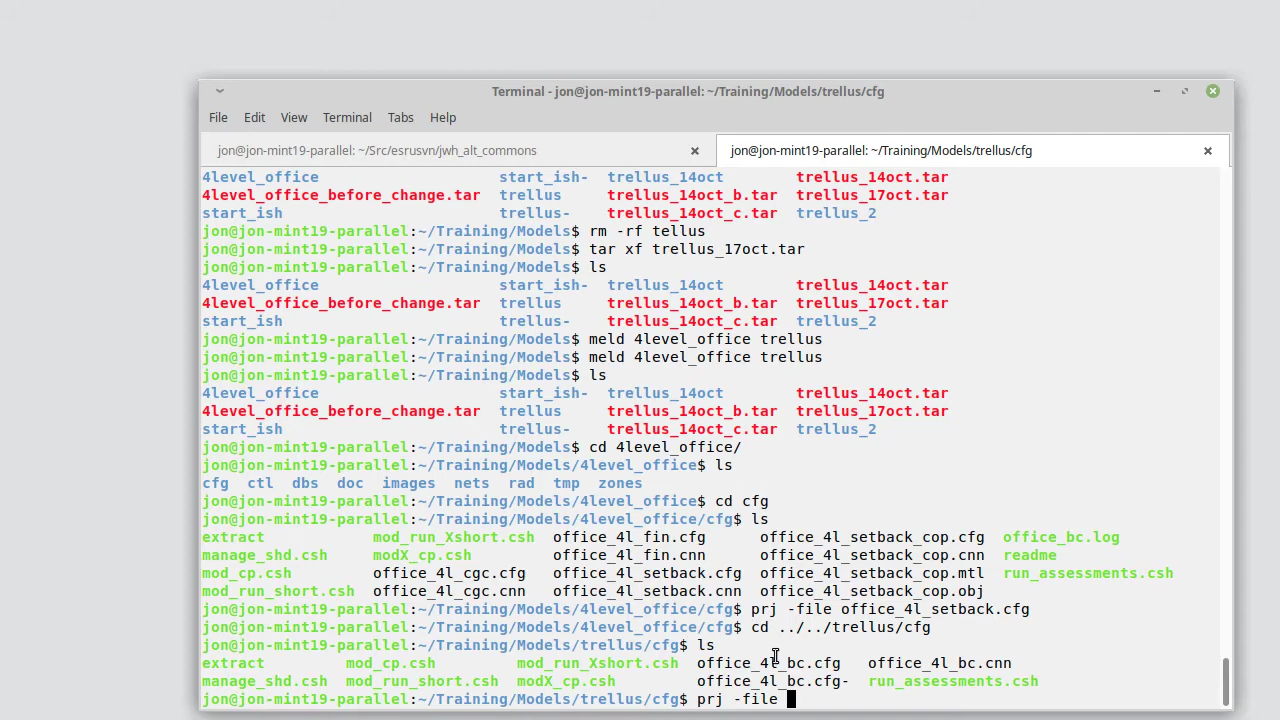 Terminal - jon@jon-mint19-parallel: ~/Training/Models/trellus/cfg
File Edit View Terminal Tabs Help
jon@jon-mint19-parallel: ~/Src/esrusvn/jwh_alt_commons jon@jon-mint19-parallel: ~/Training/Models/trellus/cfg
4level_office start_ish- trellus_14oct trellus_14oct.tar
4level_office_before_change.tar trellus trellus_14oct_b.tar trellus_17oct.tar
start_ish trellus- trellus_14oct_c.tar trellus_2
jon@jon-mint19-parallel:~/Training/Models$ rm -rf tellus
jon@jon-mint19-parallel:~/Training/Models$ tar xf trellus_17oct.tar
jon@jon-mint19-parallel:~/Training/Models$ ls
4level_office start_ish- trellus_14oct trellus_14oct.tar
4level_office_before_change.tar trellus trellus_14oct_b.tar trellus_17oct.tar
start_ish trellus- trellus_14oct_c.tar trellus_2
jon@jon-mint19-parallel:~/Training/Models$ meld 4level_office trellus
jon@jon-mint19-parallel:~/Training/Models$ meld 4level_office trellus
jon@jon-mint19-parallel:~/Training/Models$ ls
4level_office start_ish- trellus_14oct trellus_14oct.tar
4level_office_before_change.tar trellus trellus_14oct_b.tar trellus_17oct.tar
start_ish trellus- trellus_14oct_c.tar trellus_2
jon@jon-mint19-parallel:~/Training/Models$ cd 4level_office/
jon@jon-mint19-parallel:~/Training/Models/4level_office$ ls
cfg ctl dbs doc images nets rad tmp zones
jon@jon-mint19-parallel:~/Training/Models/4level_office$ cd cfg
jon@jon-mint19-parallel:~/Training/Models/4level_office/cfg$ ls
extract mod_run_Xshort.csh office_4l_fin.cfg office_4l_setback_cop.cfg office_bc.log
manage_shd.csh modX_cp.csh office_4l_fin.cnn office_4l_setback_cop.cnn readme
mod_cp.csh office_4l_cgc.cfg office_4l_setback.cfg office_4l_setback_cop.mtl run_assessments.csh
mod_run_short.csh office_4l_cgc.cnn office_4l_setback.cnn office_4l_setback_cop.obj
jon@jon-mint19-parallel:~/Training/Models/4level_office/cfg$ prj -file office_4l_setback.cfg
jon@jon-mint19-parallel:~/Training/Models/4level_office/cfg$ cd ../../trellus/cfg
jon@jon-mint19-parallel:~/Training/Models/trellus/cfg$ ls
extract mod_cp.csh mod_run_Xshort.csh office_4l_bc.cfg office_4l_bc.cnn
manage_shd.csh mod_run_short.csh modX_cp.csh office_4l_bc.cfg- run_assessments.csh
jon@jon-mint19-parallel:~/Training/Models/trellus/cfg$ prj -file